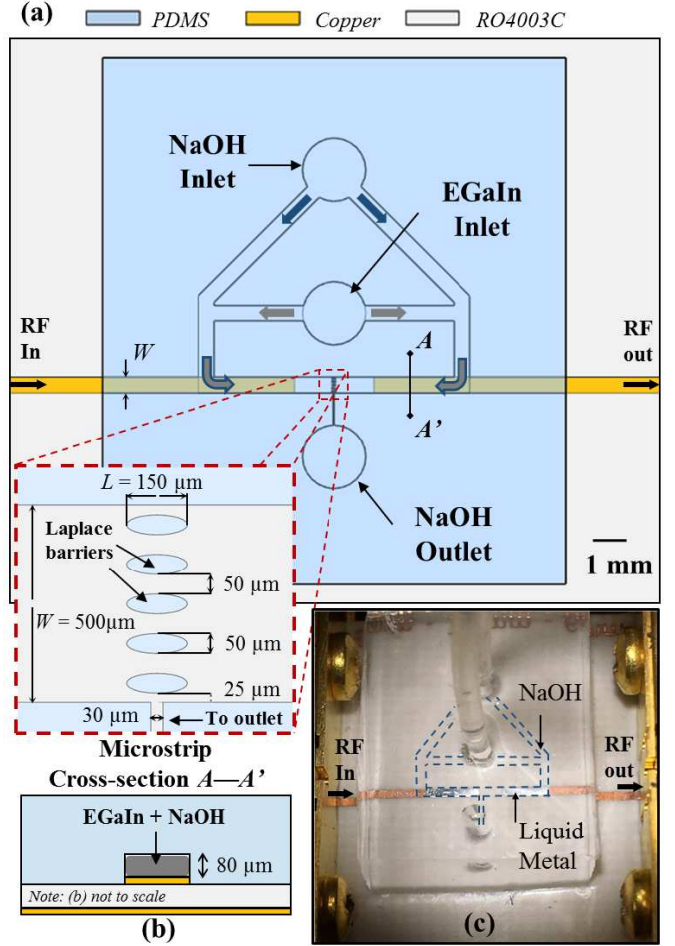 (a) PDMS Copper RO4003C
NaOH
Inlet
EGaIn
Inlet
RF
In
W
A
RF
out
A’
L = 150 µm
NaOH
Outlet
Laplace
barriers
50 µm
1 mm
W = 500µm
50 µm
25 µm
30 µm
To outlet
Microstrip
Cross-section A—A’
EGaIn + NaOH
80 µm
Note: (b) not to scale
(b)
NaOH
RF
In
RF
out
Liquid
Metal
(c)